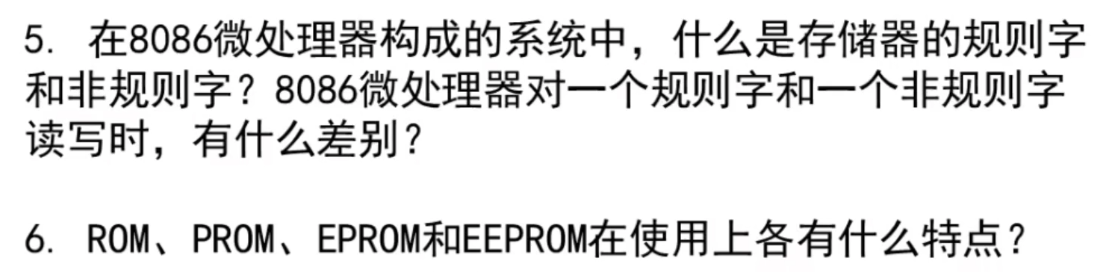 5. 在8086微处理器构成的系统中，什么是存储器的规则字
和非规则字？8086微处理器对一个规则字和一个非规则字
读写时，有什么差别？
6. ROM、PROM、EPROM和EEPROM在使用上各有什么特点？